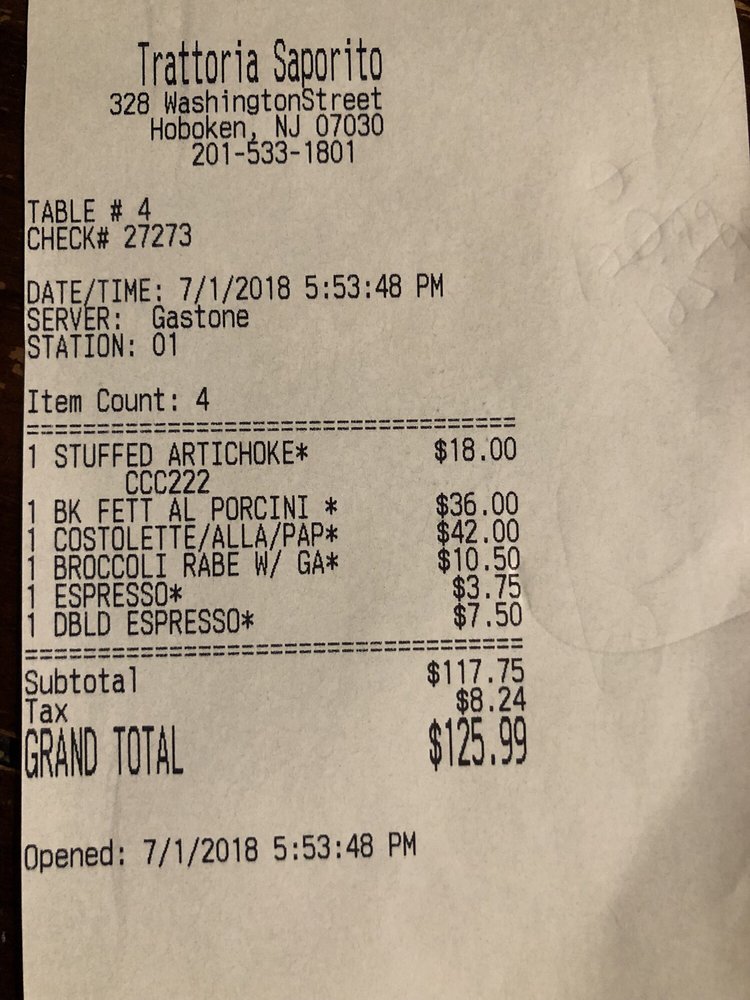 Trattoria Saporito
328 WashingtonStreet
Hoboken, NJ 07030
201-533-1801
TABLE # 4
CHECK# 27273
DATE/TIME: 7/1/2018 5:53:48 PM
SERVER: Gastone
STATION: 01
Item Count: 4
===================================
1 STUFFED ARTICHOKE* $18.00
CCC222
1 BK FETT AL PORCINI * $36.00
1 COSTOLETTE/ALLA/PAP* $42.00
1 BROCCOLI RABE W/ GA* $10.50
1 ESPRESSO* $3.75
1 DBLD ESPRESSO* $7.50
===================================
Subtotal $117.75
Tax $8.24
GRAND TOTAL $125.99
Opened: 7/1/2018 5:53:48 PM